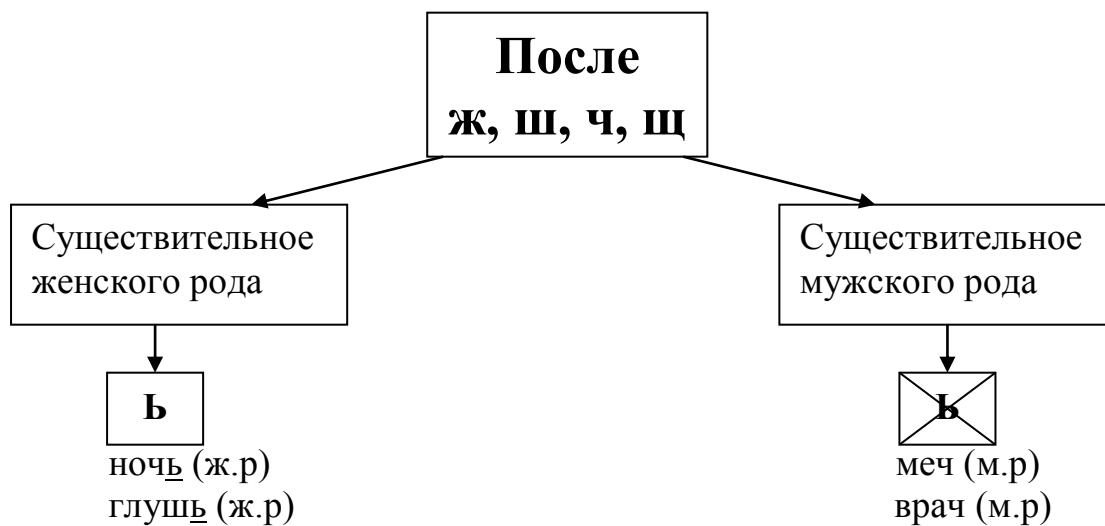 После
ж, ш, ч, щ
Существительное
женского рода
Существительное
мужского рода
Ь
Ь
ночь (ж.р)
глушь (ж.р)
меч (м.р)
врач (м.р)